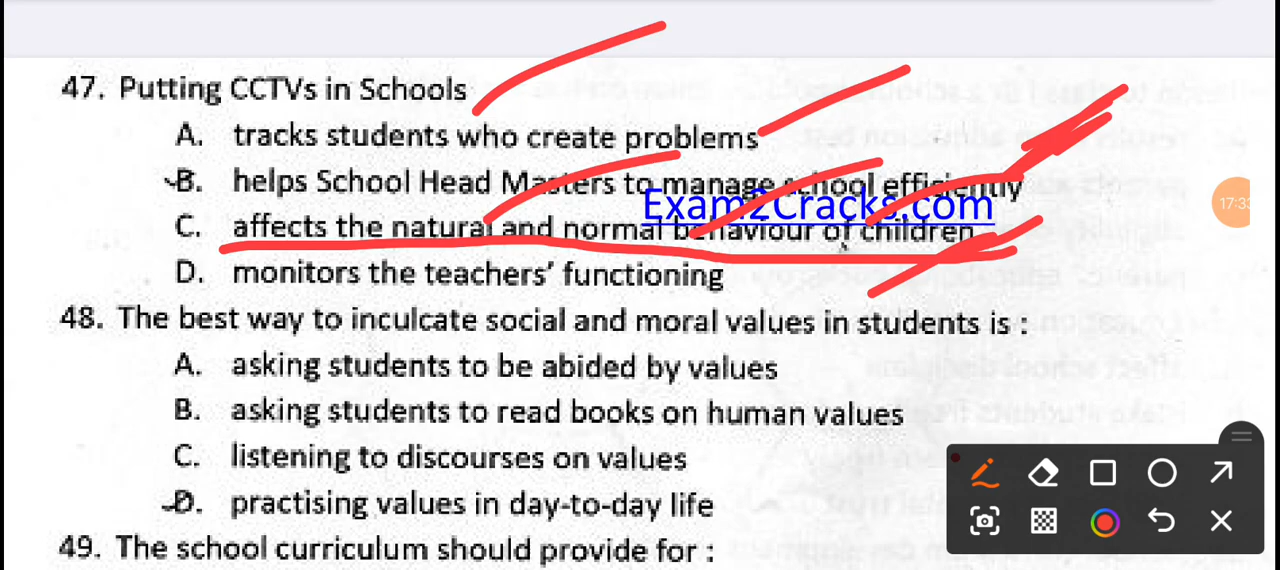 47. Putting CCTVs in Schools
A. tracks students who create problems
B. helps School Head Masters to manage school efficiently
Exam2Cracks.com
C. affects the natural and normal behaviour of children
D. monitors the teachers' functioning
17:33
48. The best way to inculcate social and moral values in students is :
A. asking students to be abided by values
B. asking students to read books on human values
C. listening to discourses on values
D. practising values in day-to-day life
49. The school curriculum should provide for :